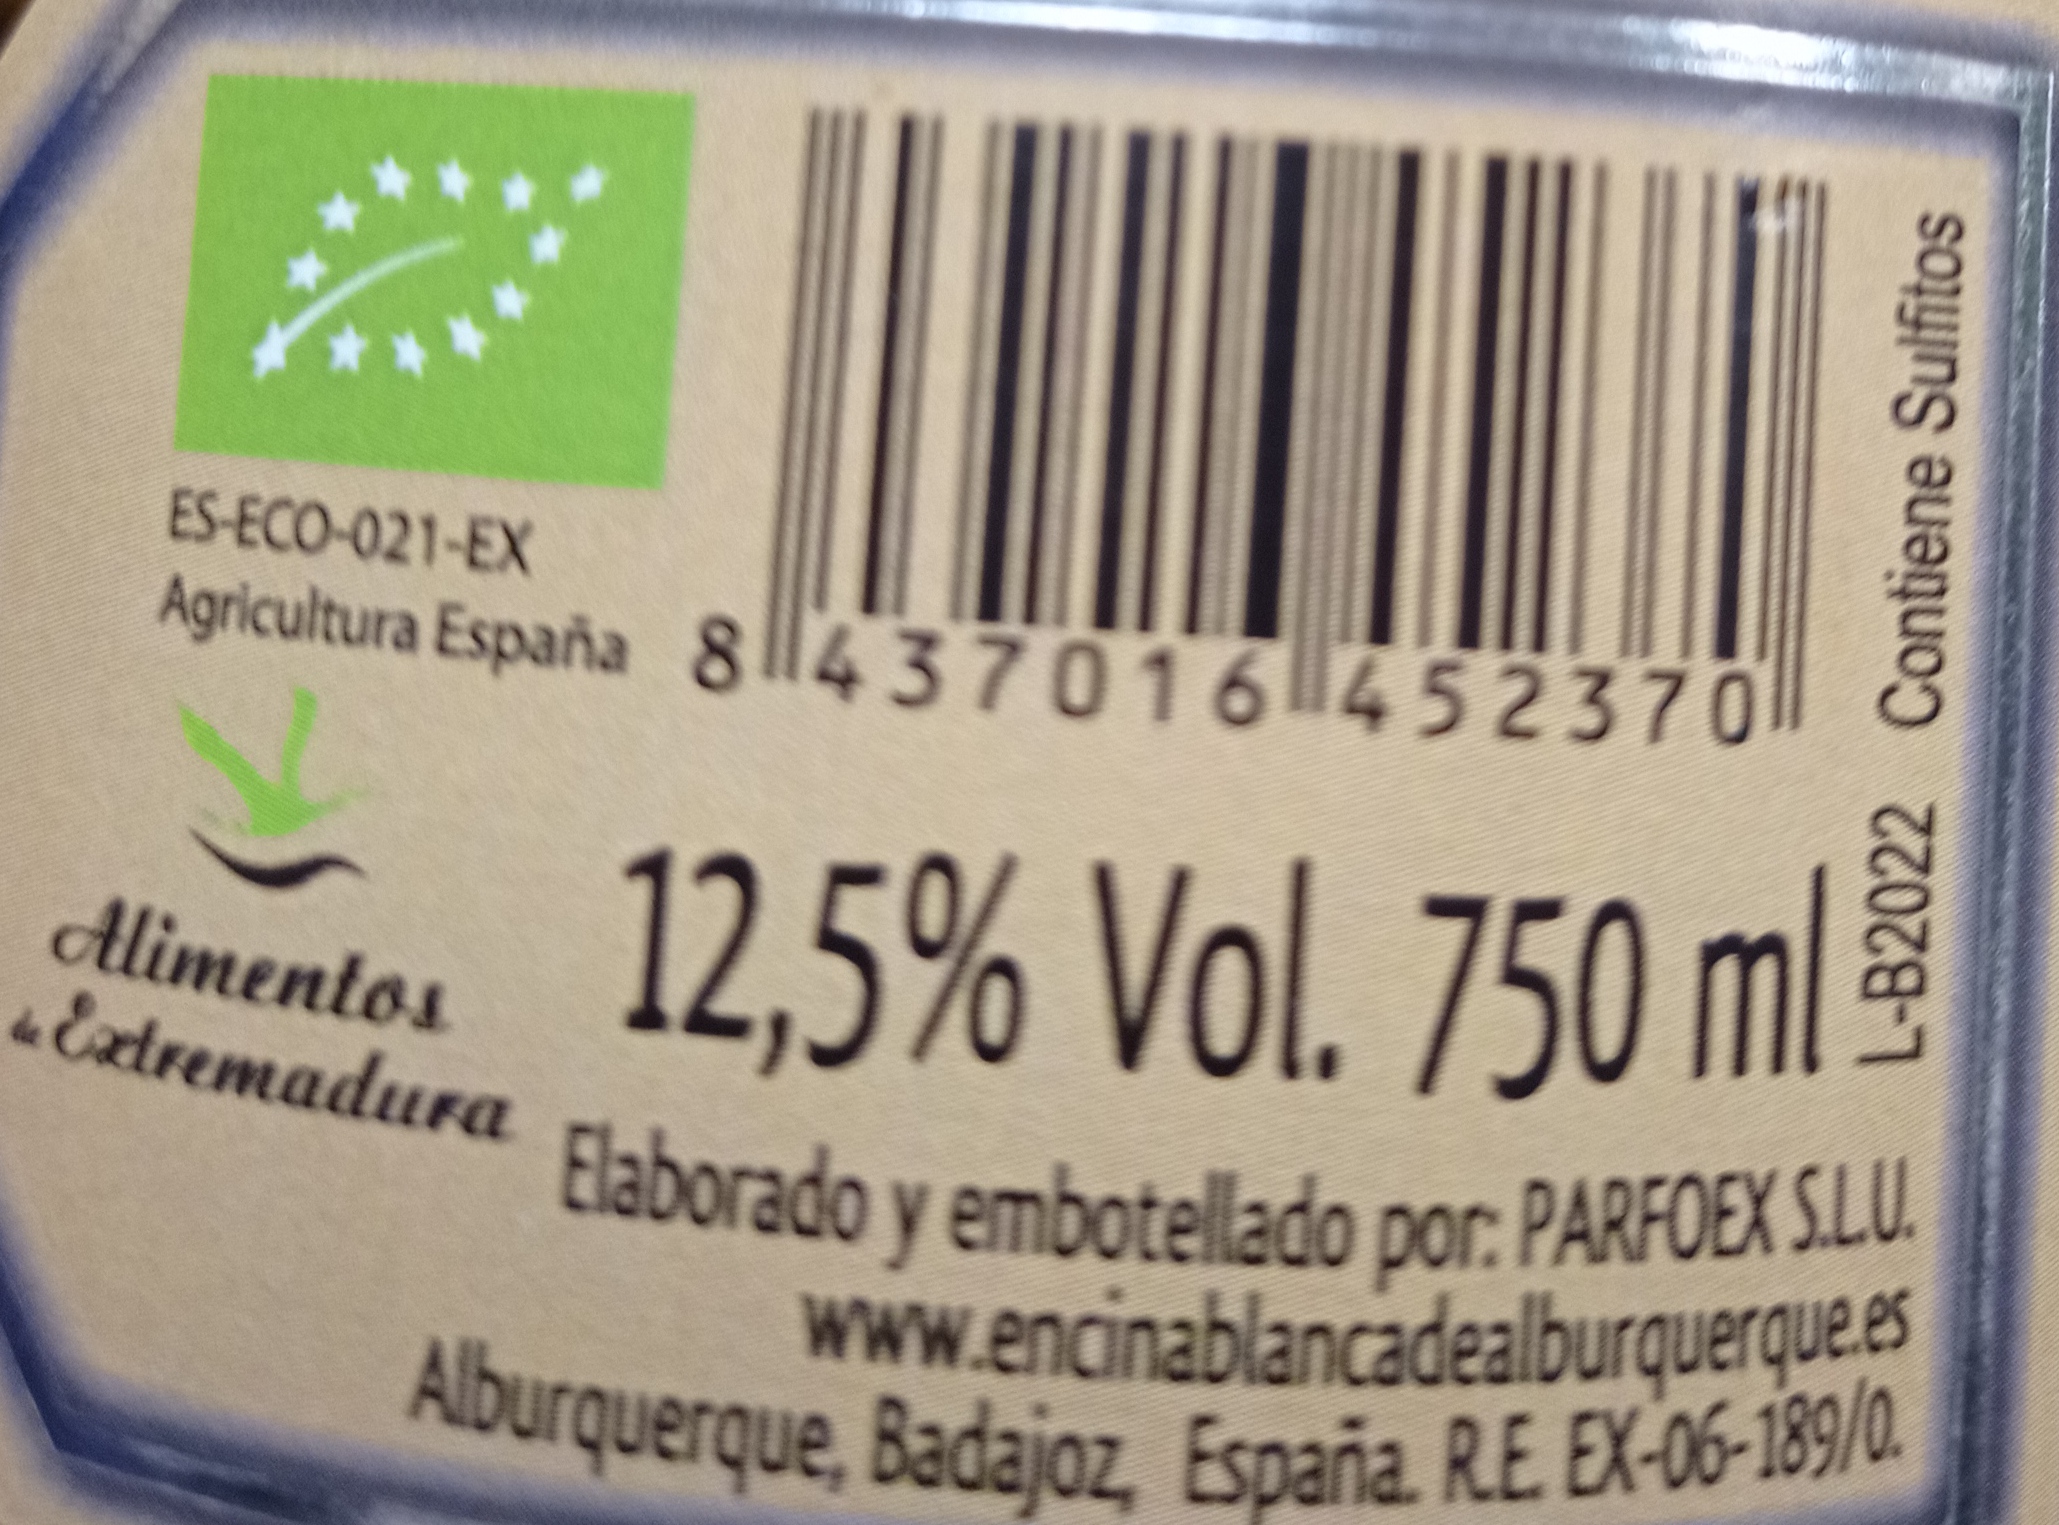 ES-ECO-021-EX
Agricultura España
8 437016 452370
Contiene Sulfitos
L-B2022
Alimentos
de Extremadura
12,5% Vol. 750 ml
Elaborado y embotellado por: PARFOEX S.L.U.
www.encinablancadealburquerque.es
Alburquerque, Badajoz, España. R.E. EX-06-189/0.